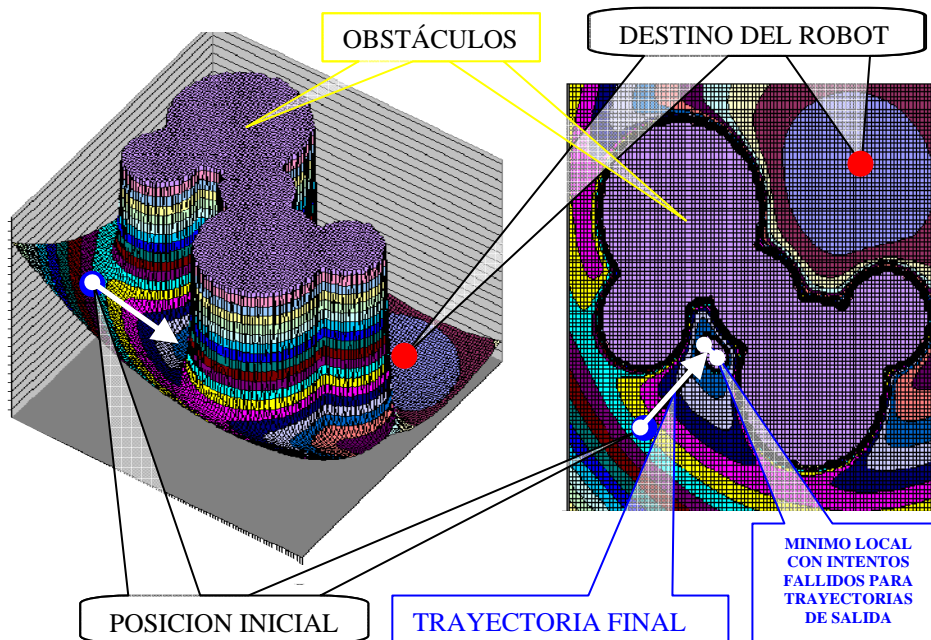 OBSTÁCULOS
DESTINO DEL ROBOT
POSICION INICIAL
TRAYECTORIA FINAL
MINIMO LOCAL
CON INTENTOS
FALLIDOS PARA
TRAYECTORIAS
DE SALIDA